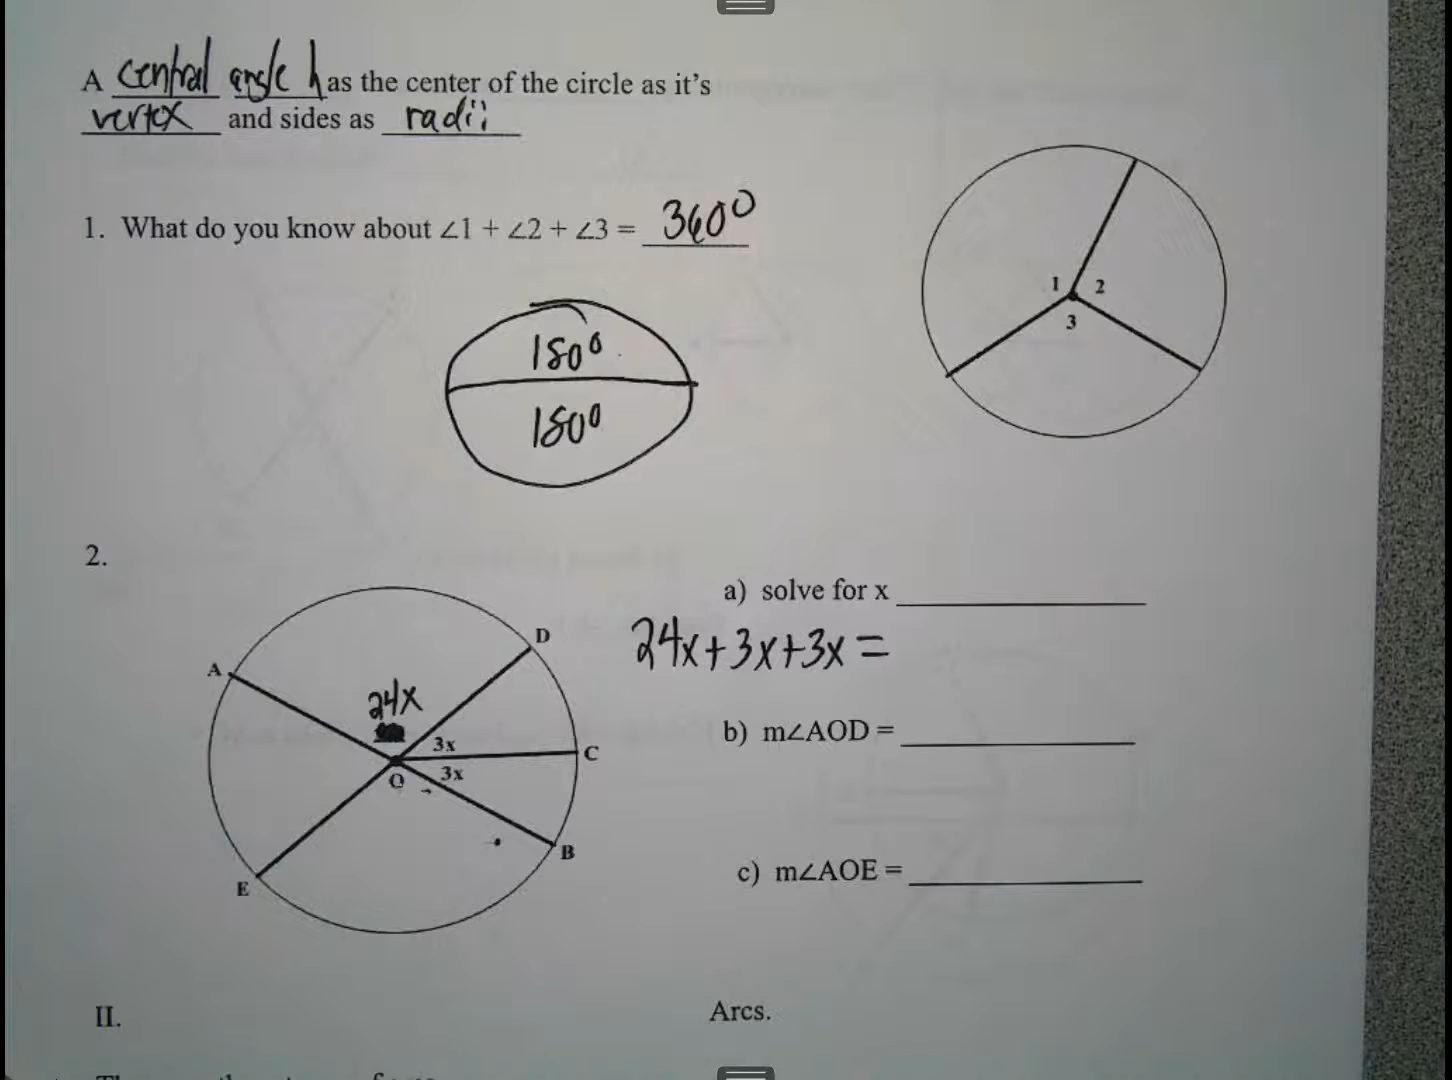 A central angle has the center of the circle as it's
vertex and sides as radii
1. What do you know about ∠1 + ∠2 + ∠3 = 360°
1 2
3
180°
180°
2.
a) solve for x
D
24x+3x+3x =
A
24x
b) m∠AOD =
3x
C
3x
O
B
c) m∠AOE =
E
II.
Arcs.